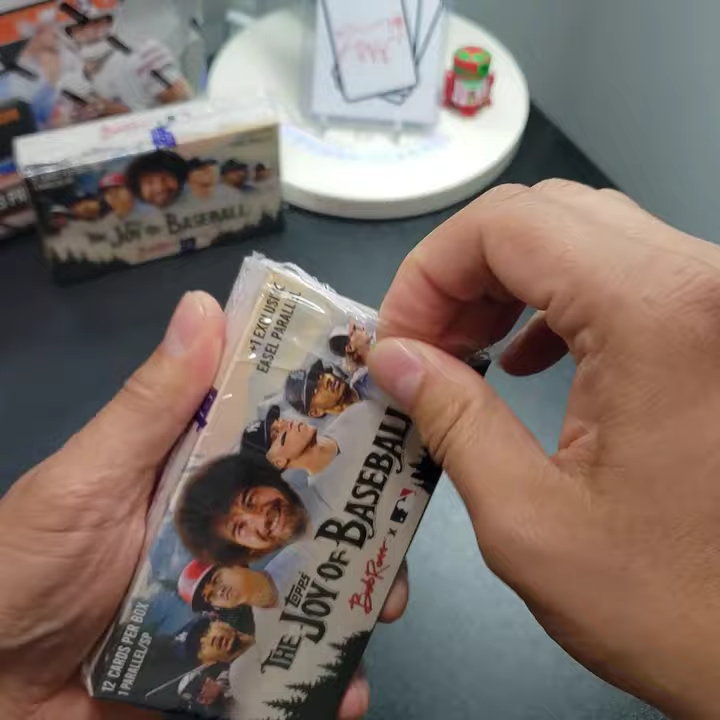 THE JOY OF BASEBALL
+1 EXCLUSIVE
EASEL PARALLEL
TOPPS
THE JOY OF BASEBALL
Bob Ross x
12 CARDS PER BOX
1 PARALLEL/SP